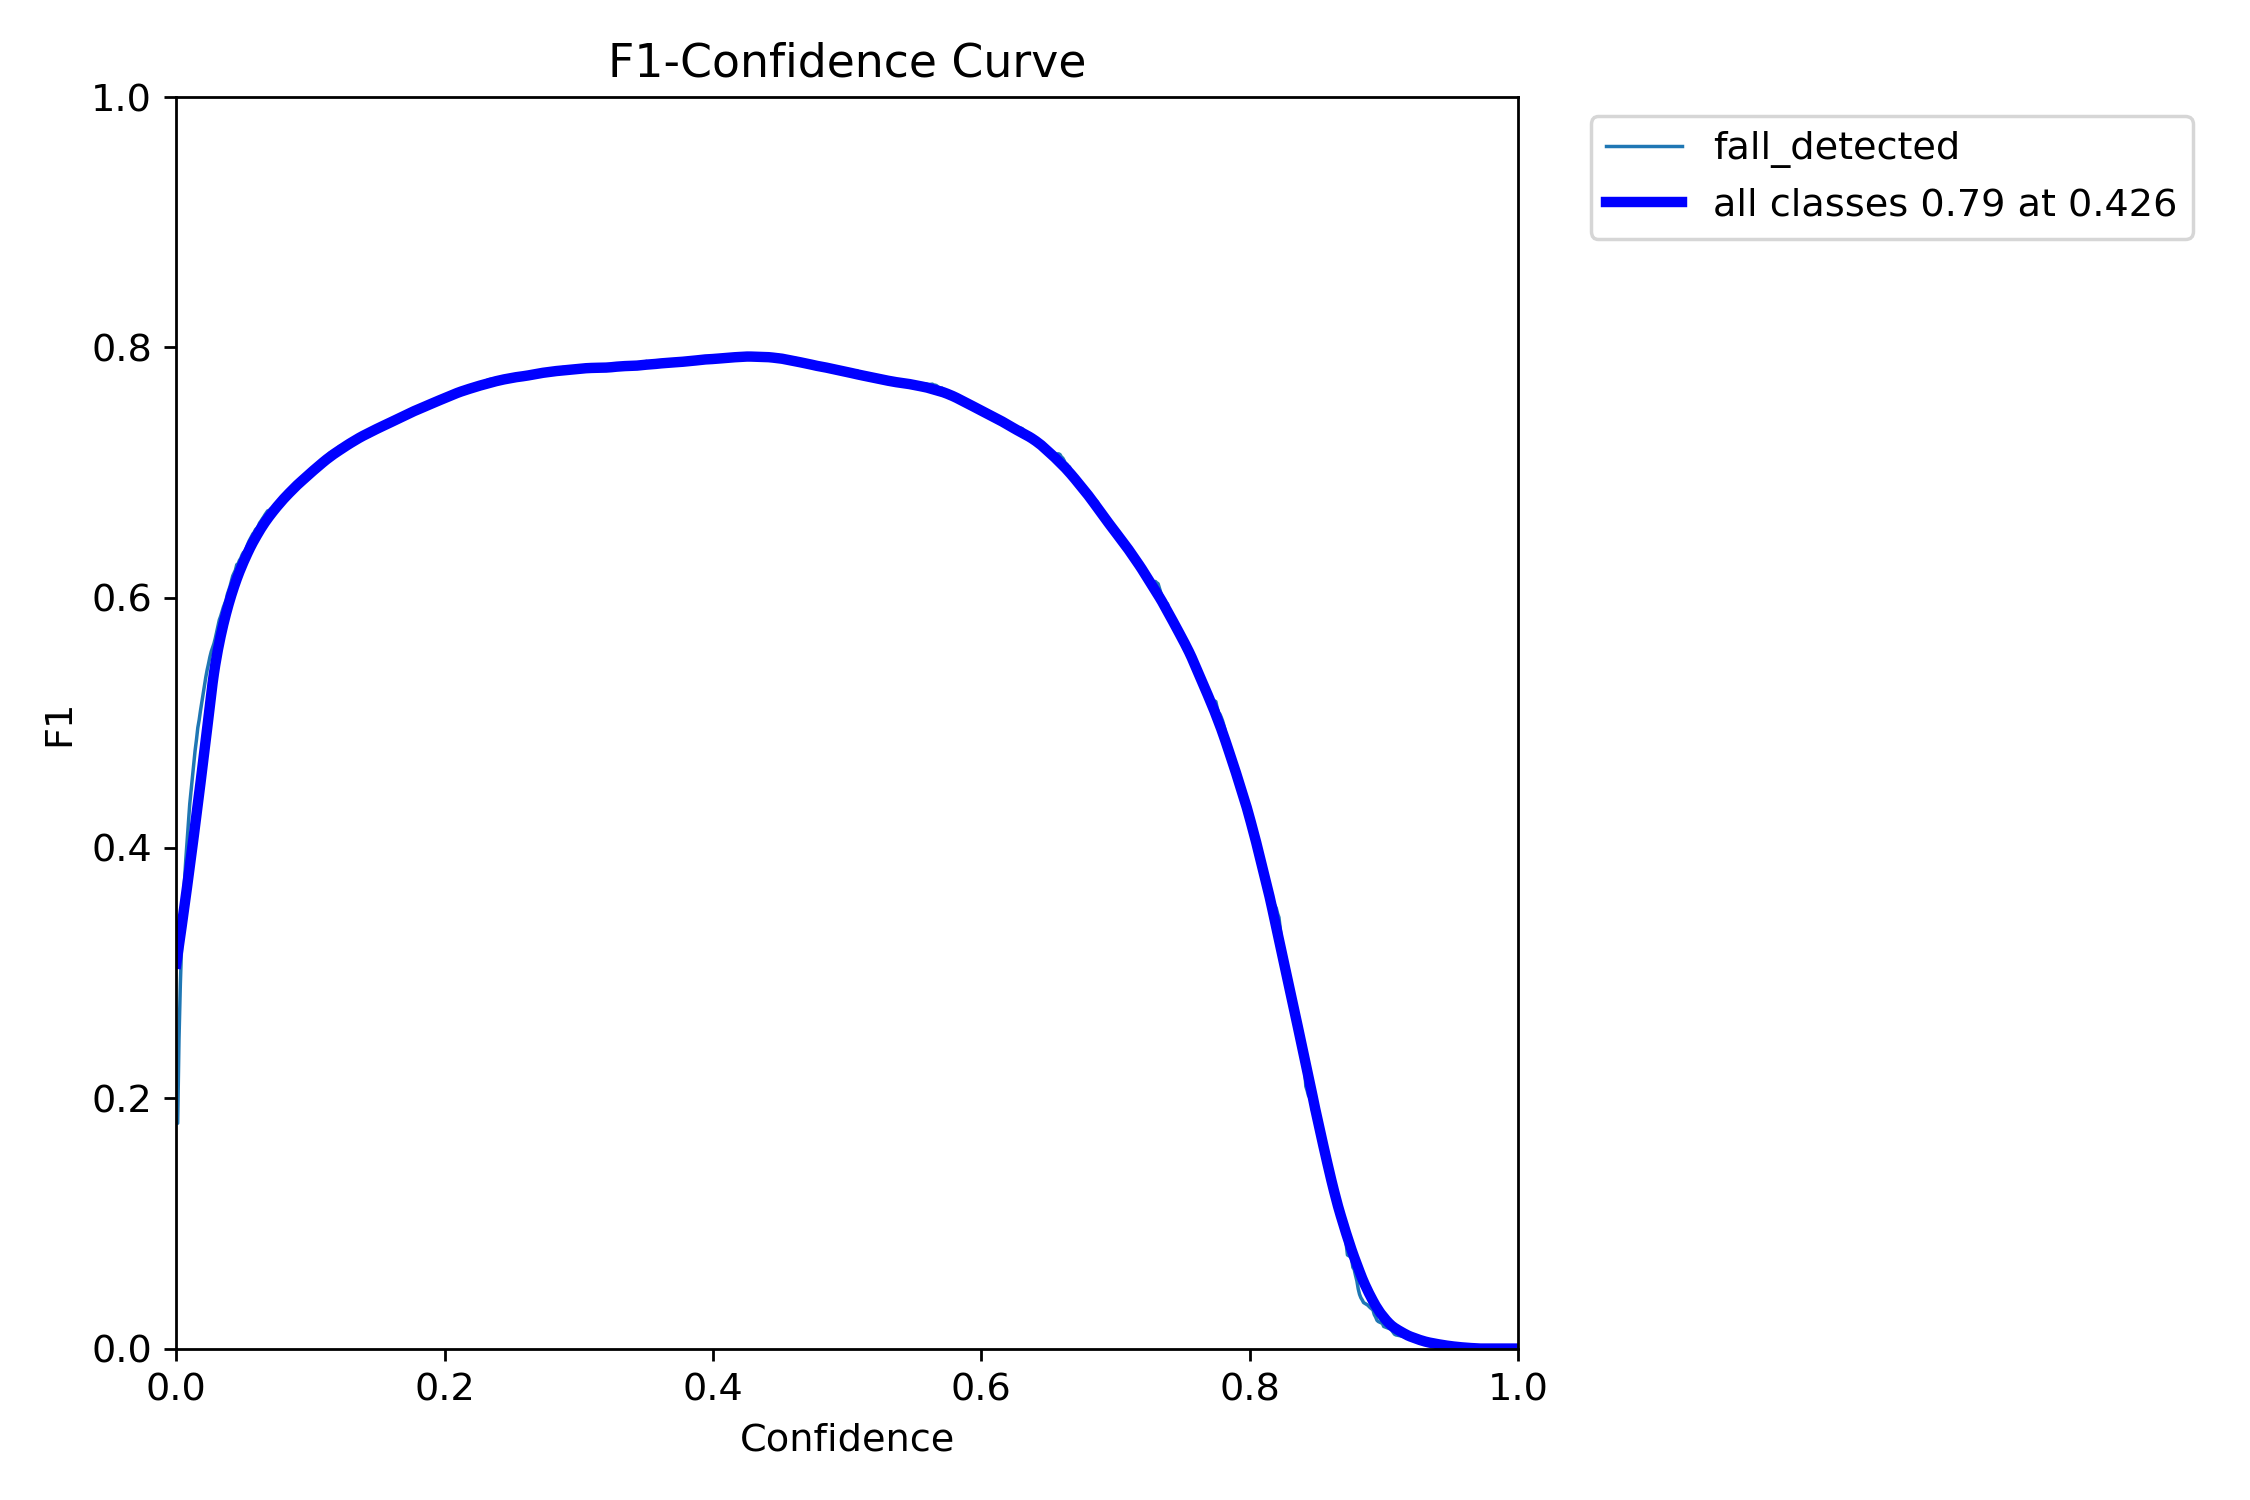 F1-Confidence Curve
1.0
0.8
0.6
0.4
0.2
0.0
F1
0.0 0.2 0.4 0.6 0.8 1.0
Confidence
fall_detected
all classes 0.79 at 0.426